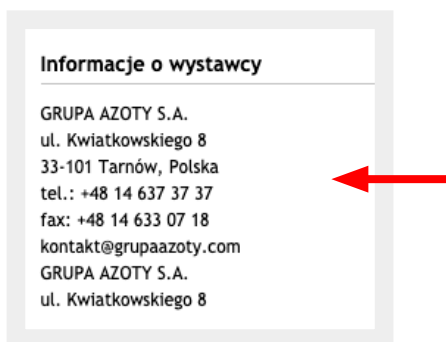 Informacje o wystawcy
GRUPA AZOTY S.A.
ul. Kwiatkowskiego 8
33-101 Tarnów, Polska
tel.: +48 14 637 37 37
fax: +48 14 633 07 18
kontakt@grupaazoty.com
GRUPA AZOTY S.A.
ul. Kwiatkowskiego 8